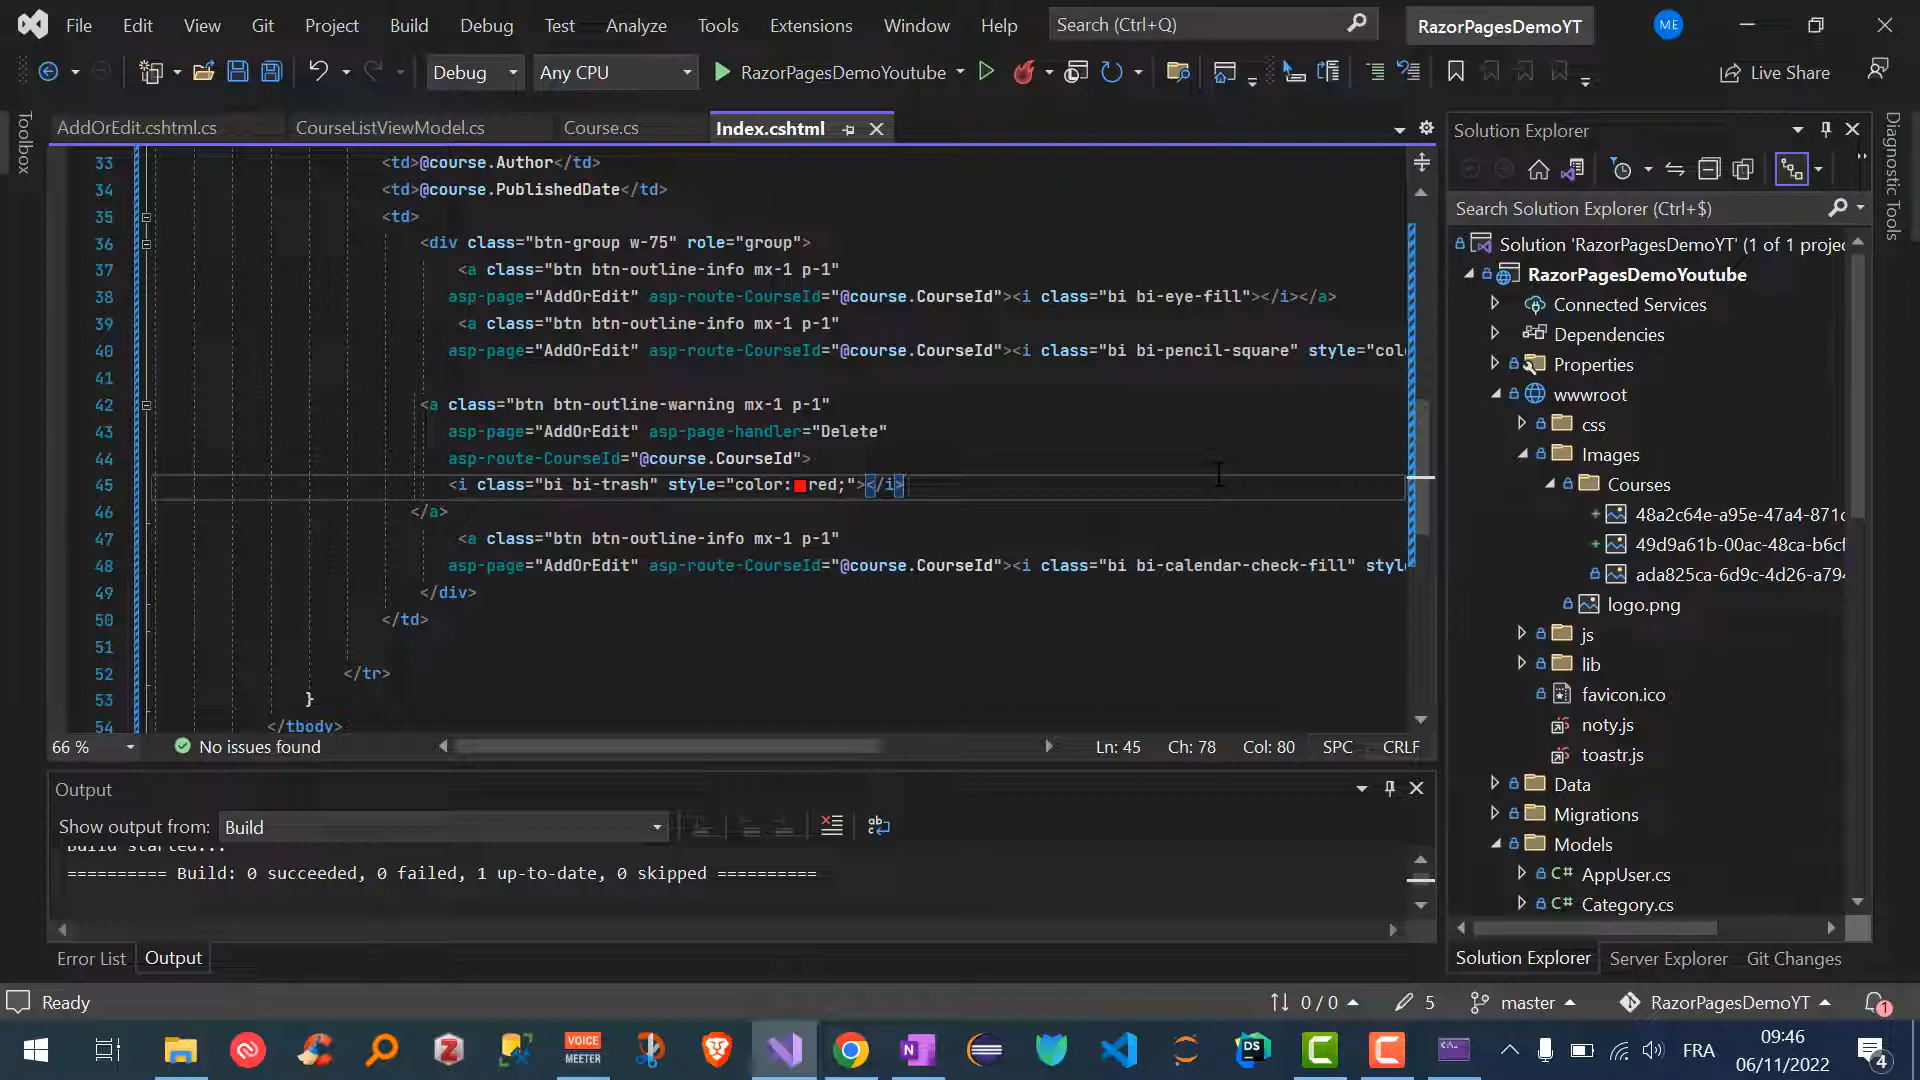 File Edit View Git Project Build Debug Test Analyze Tools Extensions Window Help Search (Ctrl+Q) RazorPagesDemoYT ME
Debug Any CPU RazorPagesDemoYoutube Live Share
Toolbox
AddOrEdit.cshtml.cs CourseListViewModel.cs Course.cs Index.cshtml
33 <td>@course.Author</td>
34 <td>@course.PublishedDate</td>
35 <td>
36 <div class="btn-group w-75" role="group">
37 <a class="btn btn-outline-info mx-1 p-1"
38 asp-page="AddOrEdit" asp-route-CourseId="@course.CourseId"><i class="bi bi-eye-fill"></i></a>
39 <a class="btn btn-outline-info mx-1 p-1"
40 asp-page="AddOrEdit" asp-route-CourseId="@course.CourseId"><i class="bi bi-pencil-square" style="col
41
42 <a class="btn btn-outline-warning mx-1 p-1"
43 asp-page="AddOrEdit" asp-page-handler="Delete"
44 asp-route-CourseId="@course.CourseId">
45 <i class="bi bi-trash" style="color:red;"></i>
46 </a>
47 <a class="btn btn-outline-info mx-1 p-1"
48 asp-page="AddOrEdit" asp-route-CourseId="@course.CourseId"><i class="bi bi-calendar-check-fill" styl
49 </div>
50 </td>
51
52 </tr>
53 }
54 </tbody>
66 % No issues found Ln: 45 Ch: 78 Col: 80 SPC CRLF
Output
Show output from: Build
Build started...
========== Build: 0 succeeded, 0 failed, 1 up-to-date, 0 skipped ==========
Error List Output
Solution Explorer
Search Solution Explorer (Ctrl+$)
Solution 'RazorPagesDemoYT' (1 of 1 projec
RazorPagesDemoYoutube
Connected Services
Dependencies
Properties
wwwroot
css
Images
Courses
48a2c64e-a95e-47a4-871c
49d9a61b-00ac-48ca-b6cf
ada825ca-6d9c-4d26-a794
logo.png
js
lib
favicon.ico
noty.js
toastr.js
Data
Migrations
Models
C# AppUser.cs
C# Category.cs
Solution Explorer Server Explorer Git Changes
Diagnostic Tools
Ready 0 / 0 5 master RazorPagesDemoYT 1
VOICE
MEETER
N
DS
FRA
09:46
06/11/2022
4